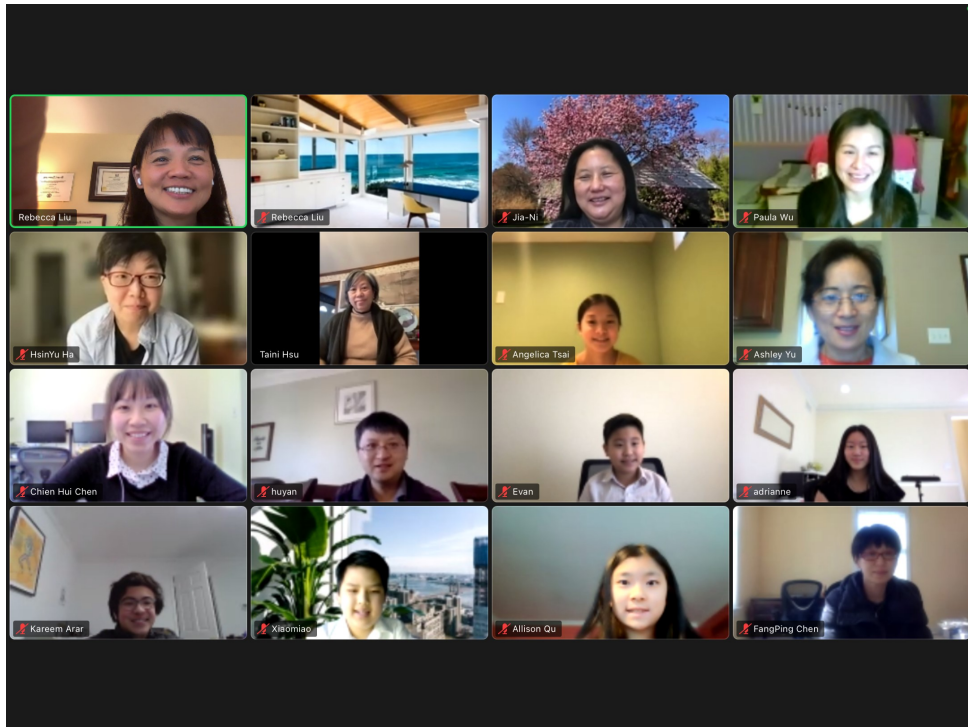 Rebecca Liu
Rebecca Liu
Jia-Ni
Paula Wu
HsinYu Ha
Taini Hsu
Angelica Tsai
Ashley Yu
Chien Hui Chen
huyan
Evan
adrianne
Kareem Arar
Xiaomiao
Allison Qu
FangPing Chen